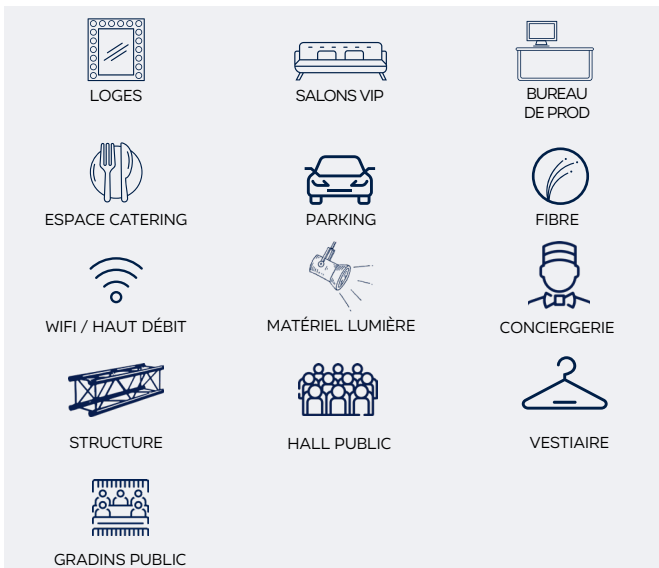 LOGES
SALONS VIP
BUREAU
DE PROD
ESPACE CATERING
PARKING
FIBRE
WIFI / HAUT DÉBIT
MATÉRIEL LUMIÈRE
CONCIERGERIE
STRUCTURE
HALL PUBLIC
VESTIAIRE
GRADINS PUBLIC